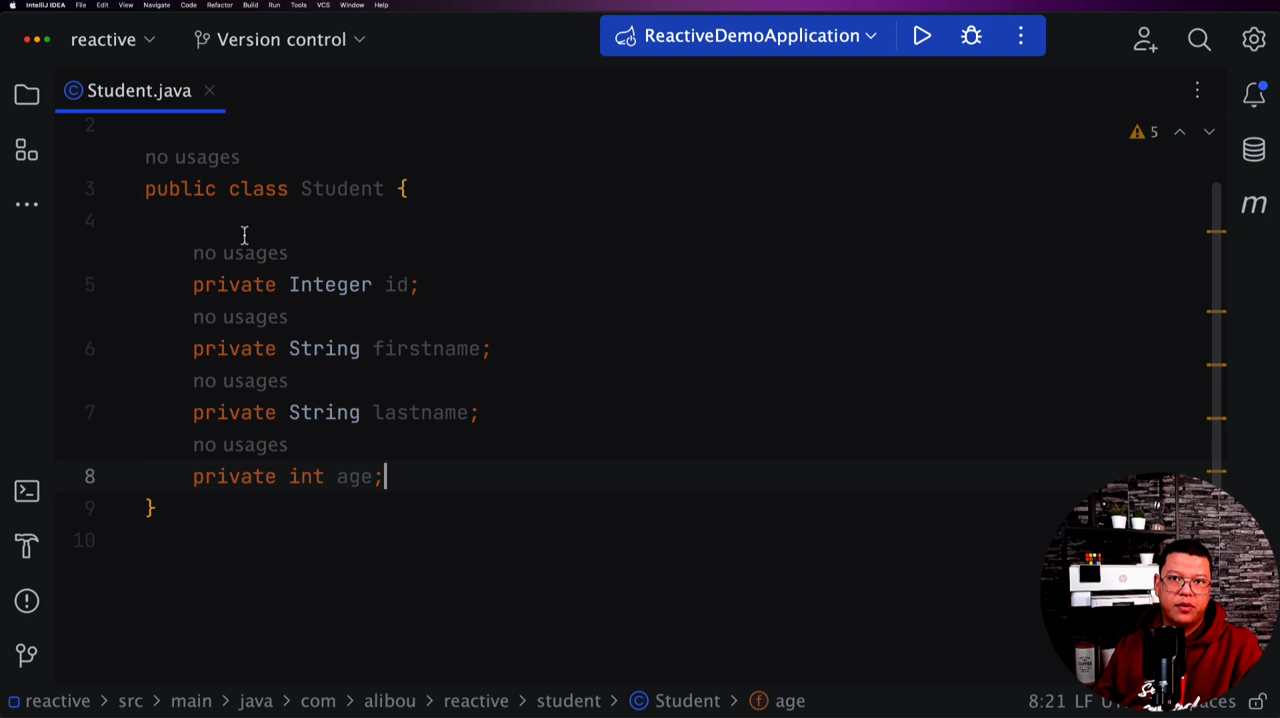 IntelliJ IDEA File Edit View Navigate Code Refactor Build Run Tools VCS Window Help
reactive Version control ReactiveDemoApplication
Student.java
2
5
no usages
3 public class Student {
4
no usages
5 private Integer id;
no usages
6 private String firstname;
no usages
7 private String lastname;
no usages
8 private int age;
9 }
10
m
reactive > src > main > java > com > alibou > reactive > student > Student > age 8:21 LF